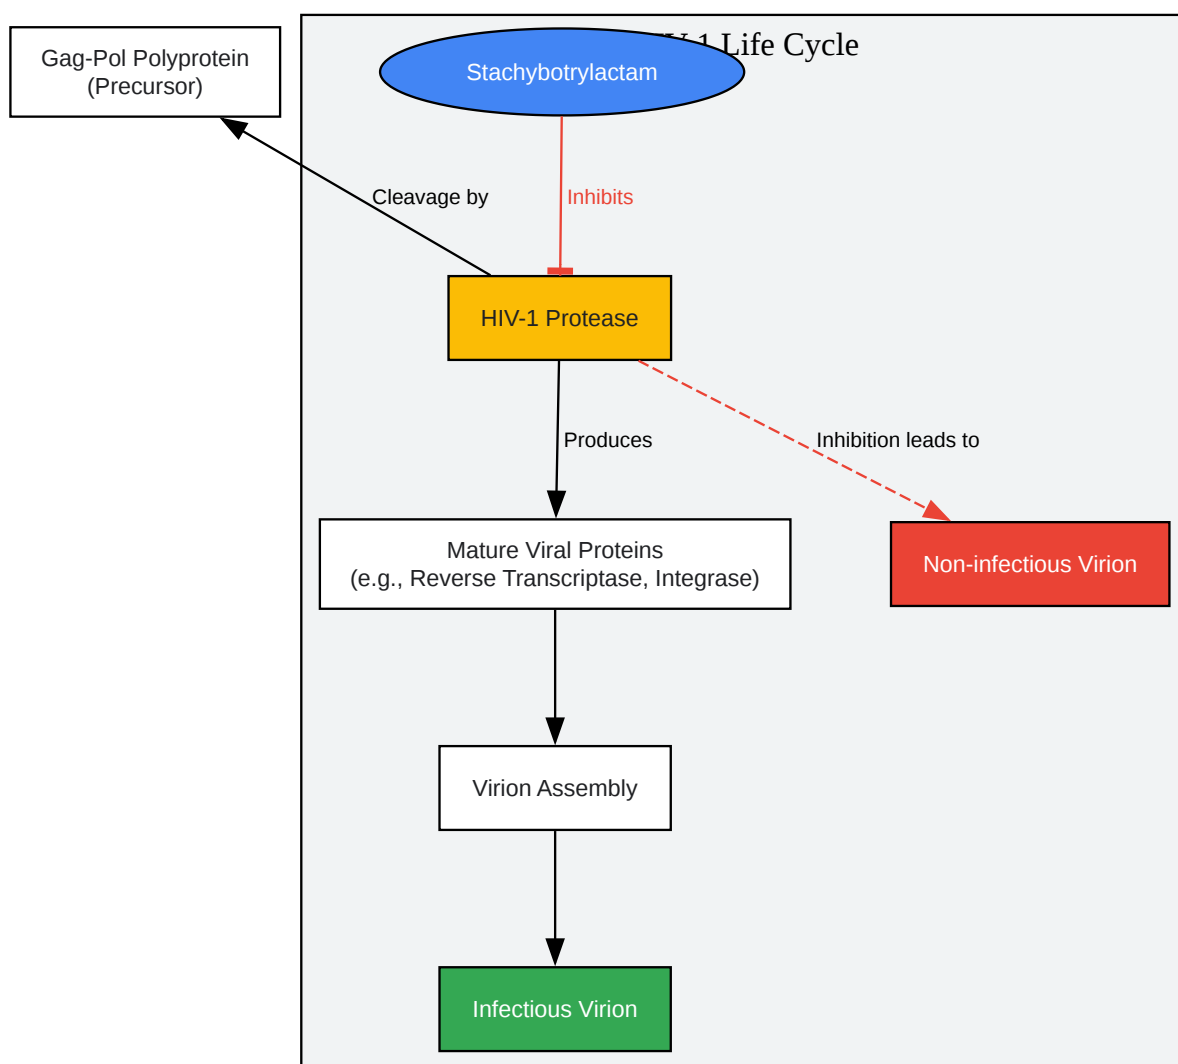 Gag-Pol Polyprotein
(Precursor)
Life Cycle
Stachybotrylactam
Cleavage by
Inhibits
HIV-1 Protease
Produces
Inhibition leads to
Mature Viral Proteins
(e.g., Reverse Transcriptase, Integrase)
Non-infectious Virion
Virion Assembly
Infectious Virion